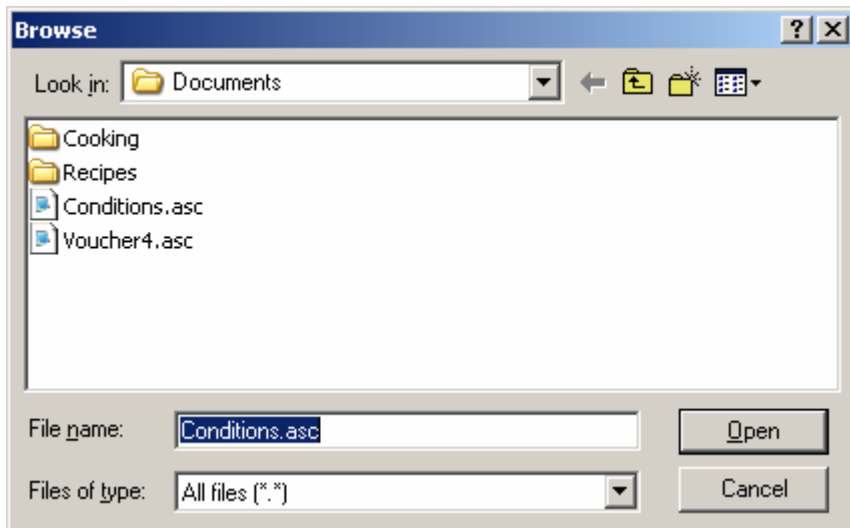 Browse
Look in: Documents
Cooking
Recipes
Conditions.asc
Voucher4.asc
File name: Conditions.asc Open
Files of type: All files (*.*) Cancel